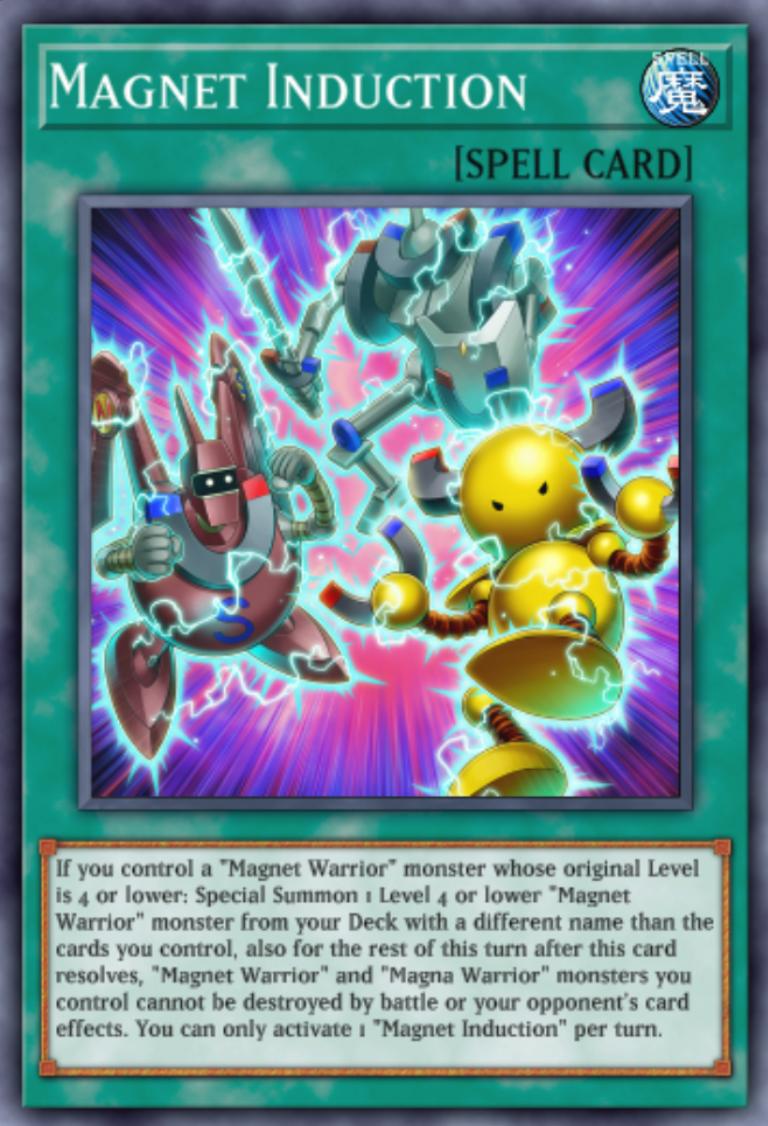 Magnet Induction
SPELL
魔
[SPELL CARD]
N
S
If you control a "Magnet Warrior" monster whose original Level
is 4 or lower: Special Summon 1 Level 4 or lower "Magnet
Warrior" monster from your Deck with a different name than the
cards you control, also for the rest of this turn after this card
resolves, "Magnet Warrior" and "Magna Warrior" monsters you
control cannot be destroyed by battle or your opponent's card
effects. You can only activate 1 "Magnet Induction" per turn.